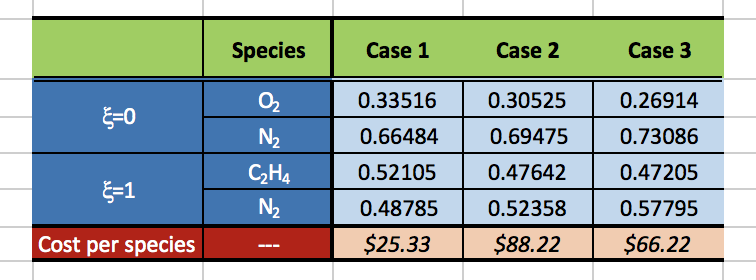 Species Case 1 Case 2 Case 3
ξ=0 O₂ 0.33516 0.30525 0.26914
N₂ 0.66484 0.69475 0.73086
ξ=1 C₂H₄ 0.52105 0.47642 0.47205
N₂ 0.48785 0.52358 0.57795
Cost per species --- $25.33 $88.22 $66.22